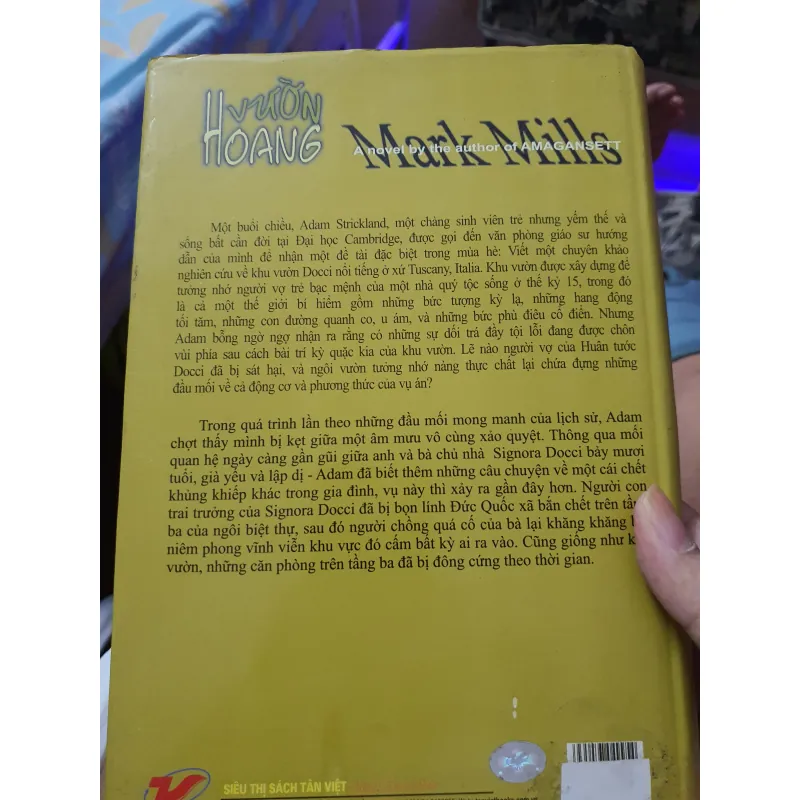 VƯỜN
HOANG
Mark Mills
A novel by the author of AMAGANSETT
Một buổi chiều, Adam Strickland, một chàng sinh viên trẻ nhưng yếm thế và
sống bất cần đời tại Đại học Cambridge, được gọi đến văn phòng giáo sư hướng
dẫn của mình để nhận một đề tài đặc biệt trong mùa hè: Viết một chuyên khảo
nghiên cứu về khu vườn Docci nổi tiếng ở xứ Tuscany, Italia. Khu vườn được xây dựng để
tưởng nhớ người vợ trẻ bạc mệnh của một nhà quý tộc sống ở thế kỷ 15, trong đó
là cả một thế giới bí hiểm gồm những bức tượng kỳ lạ, những hang động
tối tăm, những con đường quanh co, u ám, và những bức phù điêu cổ điển. Nhưng
Adam bỗng ngờ ngợ nhận ra rằng có những sự dối trá đầy tội lỗi đang được chôn
vùi phía sau cách bài trí kỳ quặc kia của khu vườn. Lẽ nào người vợ của Huân tước
Docci đã bị sát hại, và ngôi vườn tưởng nhớ nàng thực chất lại chứa đựng những
đầu mối về cả động cơ và phương thức của vụ án?
Trong quá trình lần theo những đầu mối mong manh của lịch sử, Adam
chợt thấy mình bị kẹt giữa một âm mưu vô cùng xảo quyệt. Thông qua mối
quan hệ ngày càng gần gũi giữa anh và bà chủ nhà Signora Docci bảy mươi
tuổi, già yếu và lập dị - Adam đã biết thêm những câu chuyện về một cái chết
khủng khiếp khác trong gia đình, vụ này thì xảy ra gần đây hơn. Người con
trai trưởng của Signora Docci đã bị bọn lính Đức Quốc xã bắn chết trên tầng
ba của ngôi biệt thự, sau đó người chồng quá cố của bà lại khăng khăng
niêm phong vĩnh viễn khu vực đó cấm bất kỳ ai ra vào. Cũng giống như
vườn, những căn phòng trên tầng ba đã bị đông cứng theo thời gian.
SIÊU THỊ SÁCH TÂN VIỆT